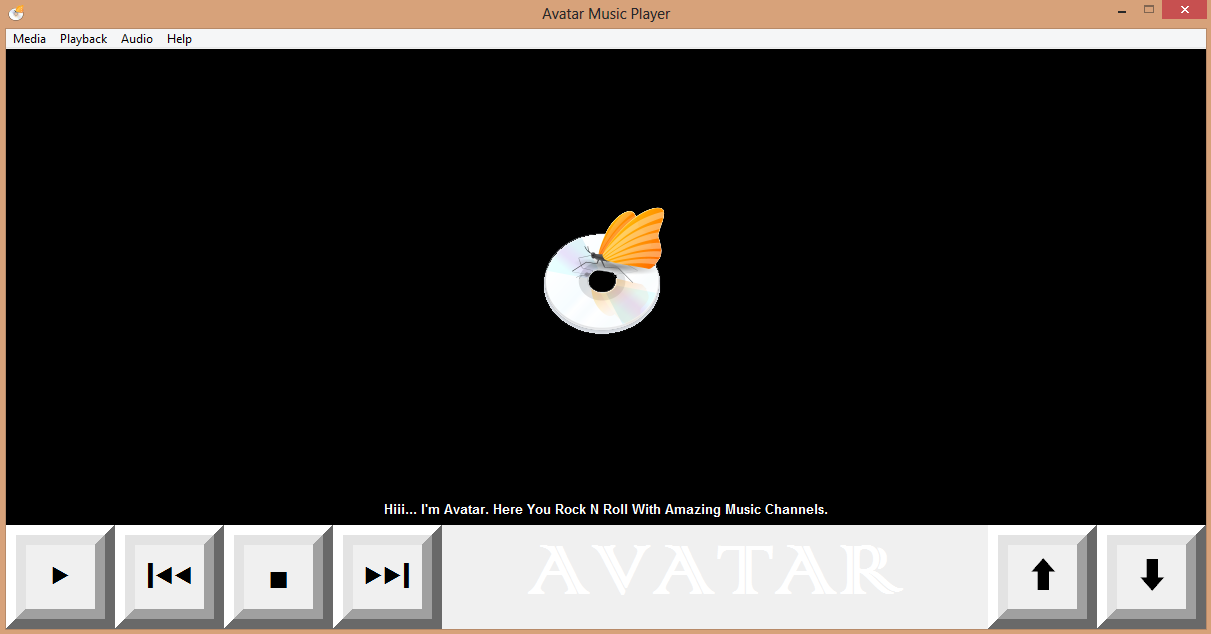 Avatar Music Player
Media Playback Audio Help
Hiii... I'm Avatar. Here You Rock N Roll With Amazing Music Channels.
AVATAR